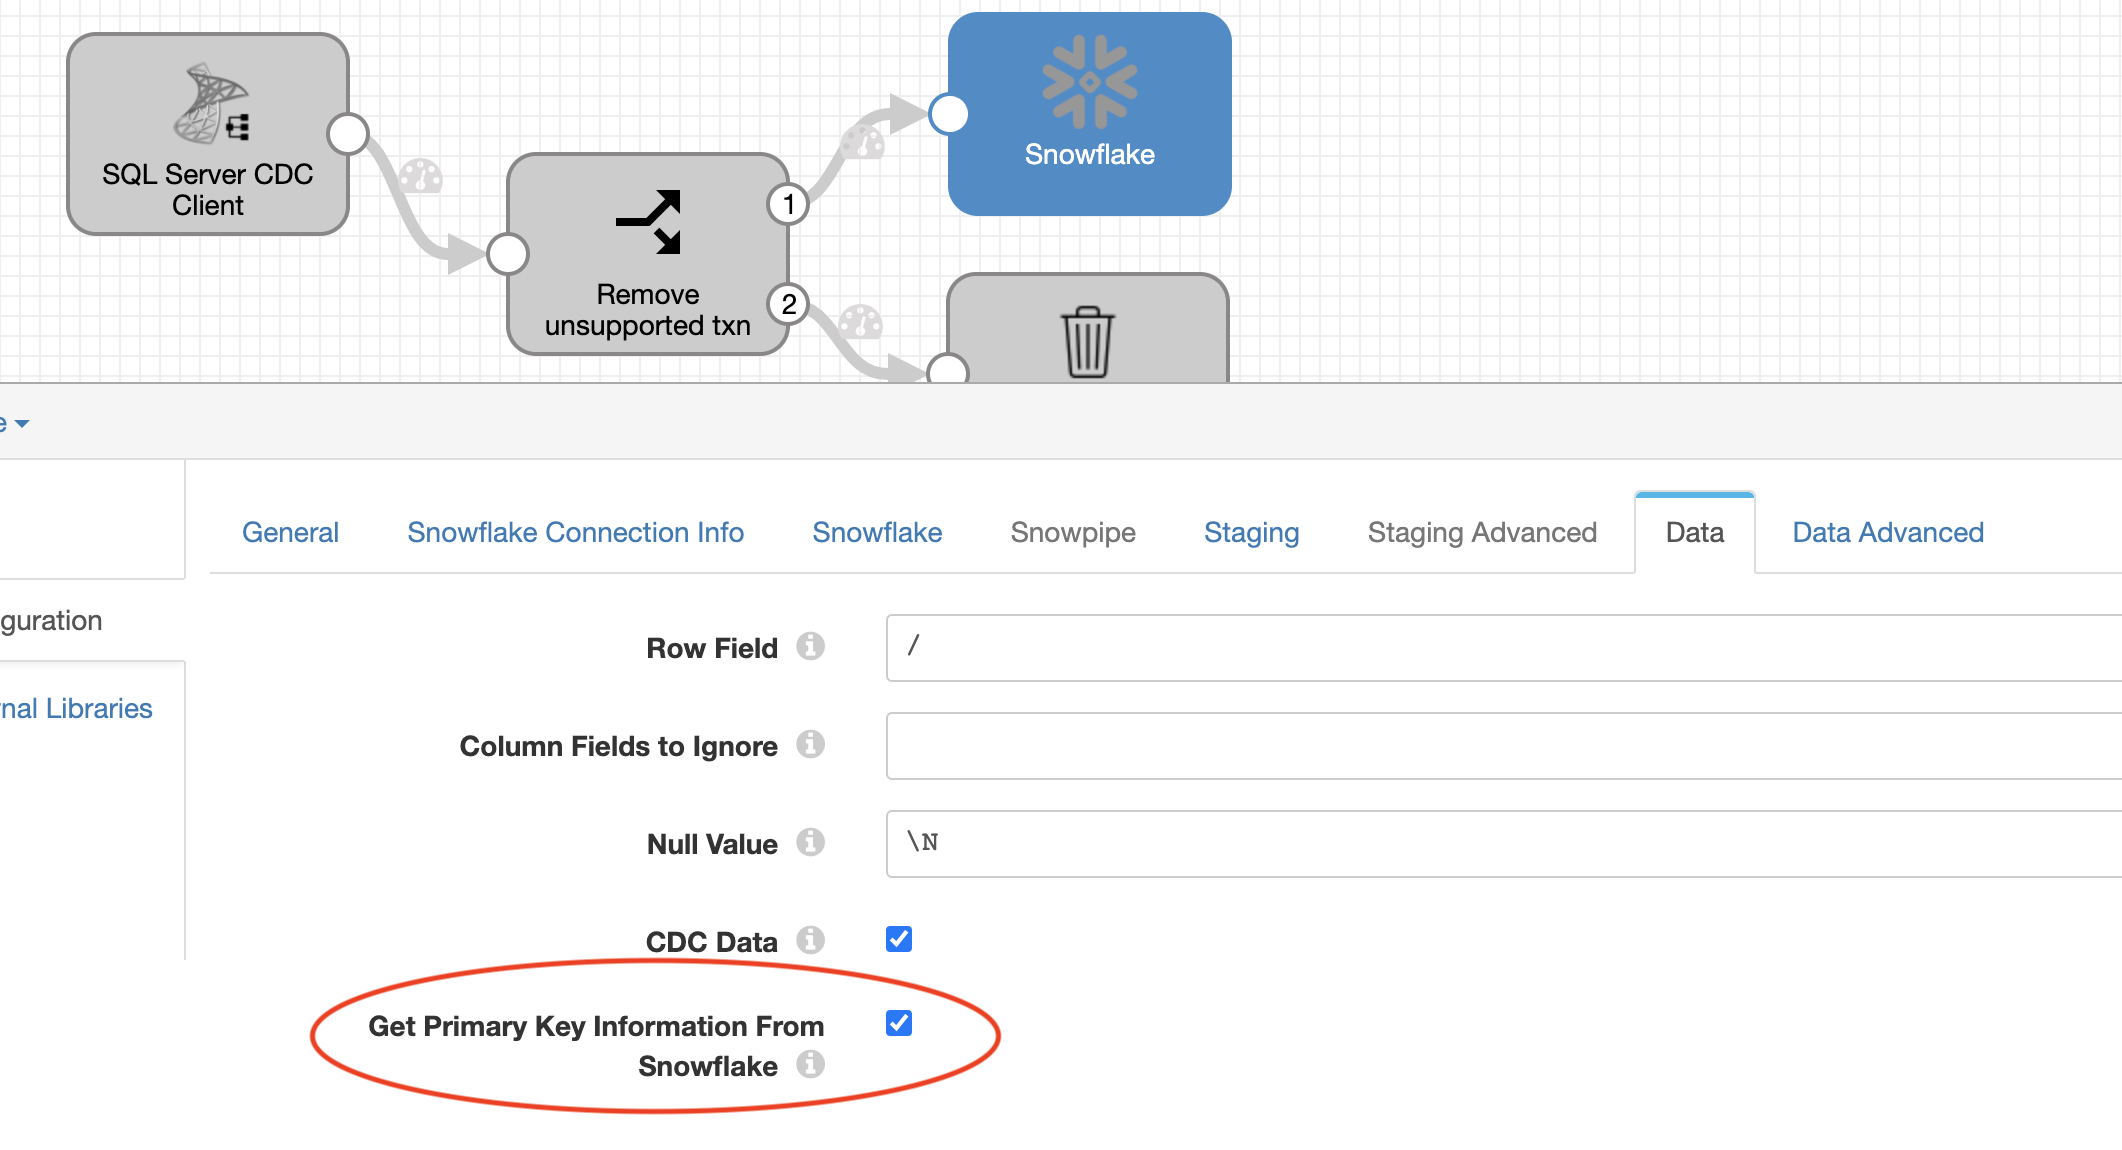 SQL Server CDC
Client
Remove
unsupported txn
1
2
Snowflake
e
General
Snowflake Connection Info
Snowflake
Snowpipe
Staging
Staging Advanced
Data
Data Advanced
guration
nal Libraries
Row Field
/
Column Fields to Ignore
Null Value
\N
CDC Data
Get Primary Key Information From
Snowflake